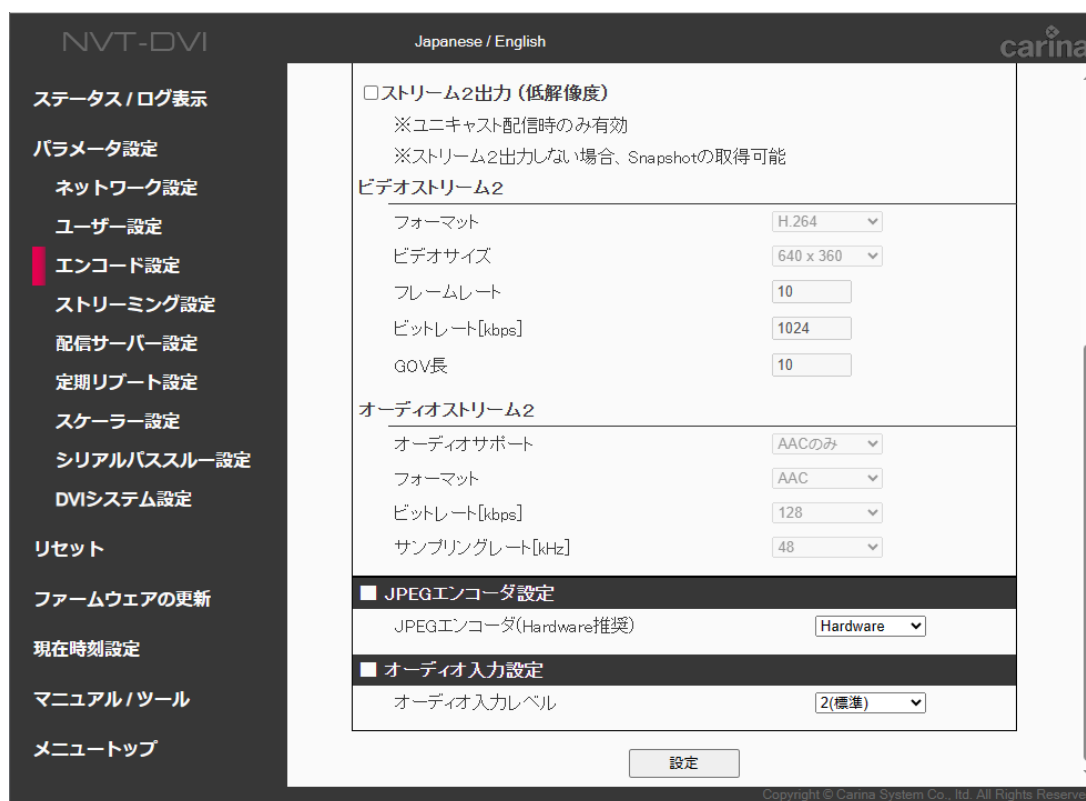 NVT-DVI
Japanese / English
carina
ステータス / ログ表示
パラメータ設定
ネットワーク設定
ユーザー設定
エンコード設定
ストリーミング設定
配信サーバー設定
定期リブート設定
スケーラー設定
シリアルパススルー設定
DVIシステム設定
リセット
ファームウェアの更新
現在時刻設定
マニュアル / ツール
メニュートップ
ストリーム2出力 (低解像度)
※ユニキャスト配信時のみ有効
※ストリーム2出力しない場合、Snapshotの取得可能
ビデオストリーム2
フォーマット H.264
ビデオサイズ 640 x 360
フレームレート 10
ビットレート[kbps] 1024
GOV長 10
オーディオストリーム2
オーディオサポート AACのみ
フォーマット AAC
ビットレート[kbps] 128
サンプリングレート[kHz] 48
■ JPEGエンコーダ設定
JPEGエンコーダ(Hardware推奨) Hardware
■ オーディオ入力設定
オーディオ入力レベル 2(標準)
設定
Copyright © Carina System Co., ltd. All Rights Reserve